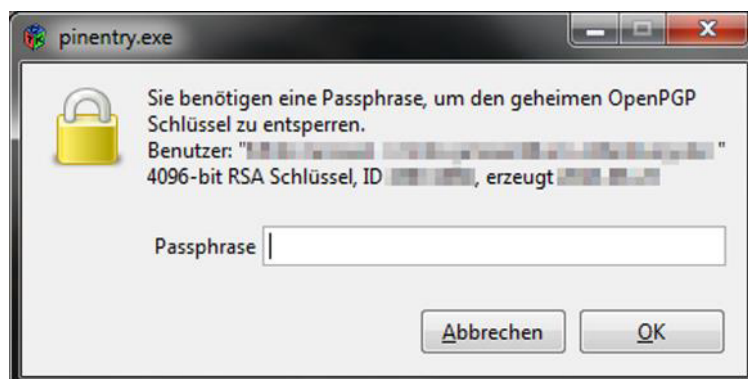 pinentry.exe
Sie benötigen eine Passphrase, um den geheimen OpenPGP
Schlüssel zu entsperren.
Benutzer: " "
4096-bit RSA Schlüssel, ID , erzeugt
Passphrase
Abbrechen OK